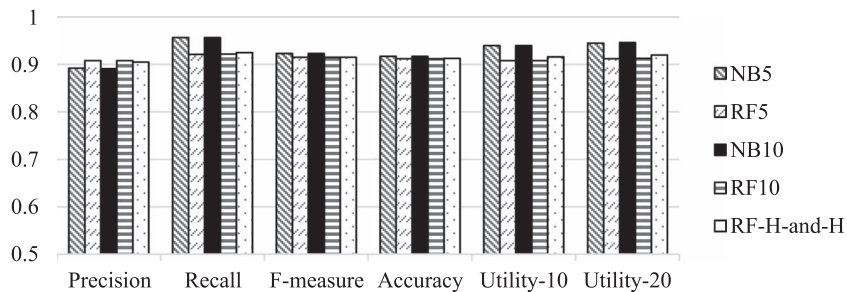 1
0.9
0.8
0.7
0.6
0.5
Precision Recall F-measure Accuracy Utility-10 Utility-20
NB5
RF5
NB10
RF10
RF-H-and-H